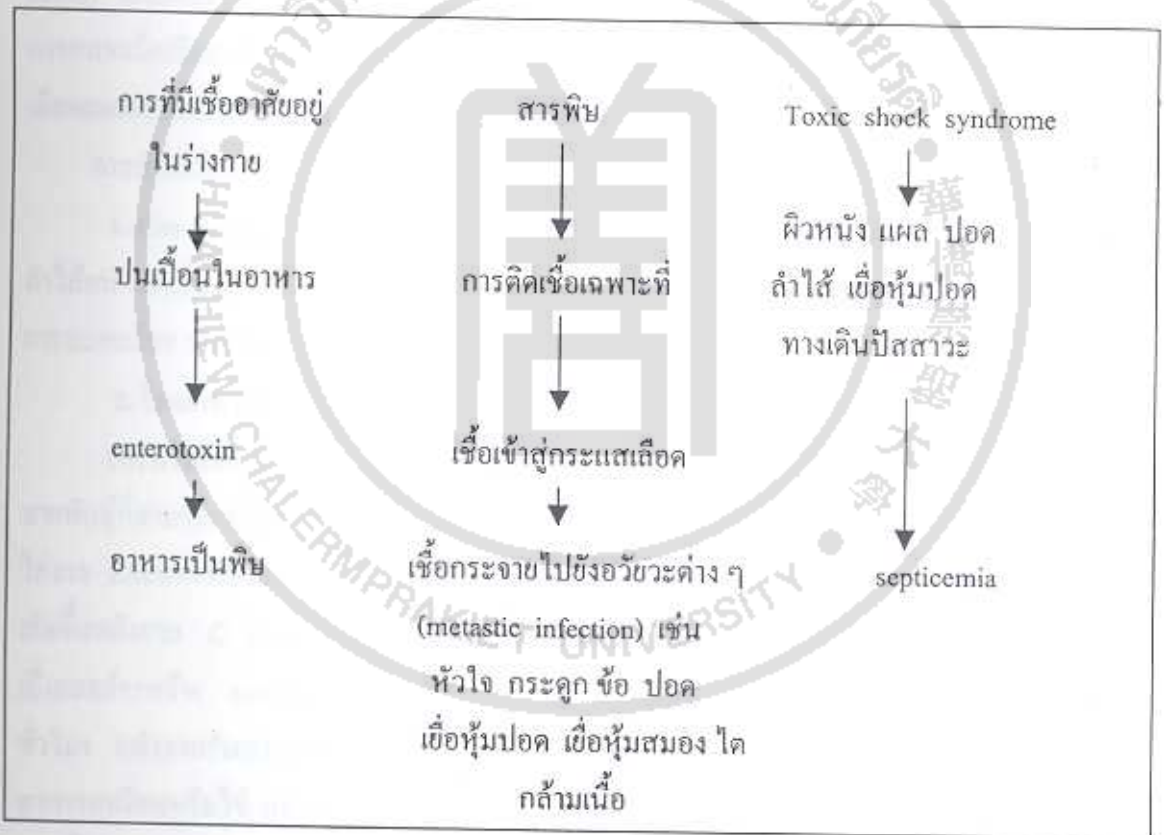 การที่มีเชื้ออาศัยอยู่
ในร่างกาย
ปนเปื้อนในอาหาร
enterotoxin
อาหารเป็นพิษ
สารพิษ
การติดเชื้อเฉพาะที่
เชื้อเข้าสู่กระแสเลือด
เชื้อกระจายไปยังอวัยวะต่าง ๆ
(metastic infection) เช่น
หัวใจ กระดูก ข้อ ปอด
เยื่อหุ้มปอด เยื่อหุ้มสมอง ไต
กล้ามเนื้อ
Toxic shock syndrome
ผิวหนัง แผล ปอด
ลำไส้ เยื่อหุ้มปอด
ทางเดินปัสสาวะ
septicemia
HUACHIEW CHALERMPRAKIET UNIVERSITY
華僑崇聖大學